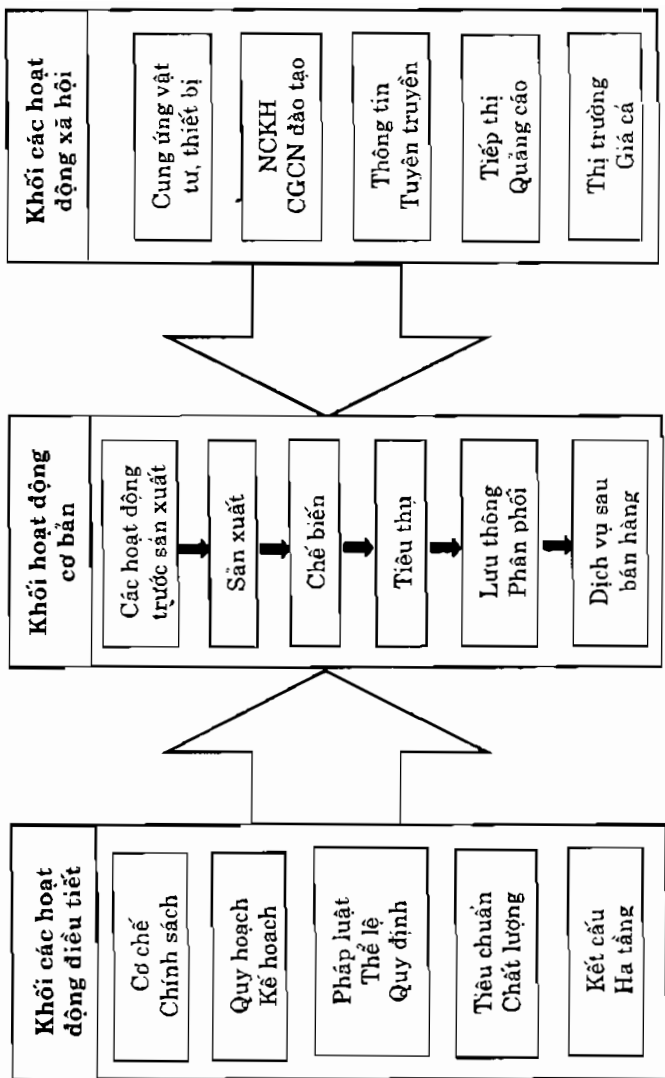 Khối các hoạt
động điều tiết
Cơ chế
Chính sách
Quy hoạch
Kế hoach
Pháp luật
Thể lệ
Quy định
Tiêu chuẩn
Chất lượng
Kết cấu
Ha tầng
Khối hoạt động
cơ bản
Các hoạt động
trước sản xuất
Sản xuất
Chế biến
Tiêu thụ
Lưu thông
Phân phối
Dịch vụ sau
bán hàng
Khối các hoạt
động xã hội
Cung ứng vật
tư, thiết bị
NCKH
CGCN đào tạo
Thông tin
Tuyên truyền
Tiếp thị
Quảng cáo
Thị trường
Giá cả